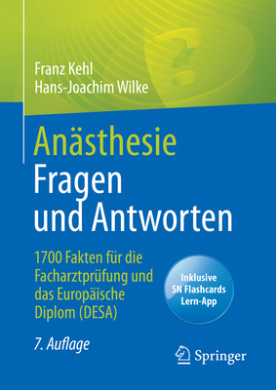 Franz Kehl
Hans-Joachim Wilke
Anästhesie
Fragen
und Antworten
1700 Fakten für die
Facharztprüfung und
das Europäische
Diplom (DESA)
Inklusive
SN Flashcards
Lern-App
7. Auflage
Springer